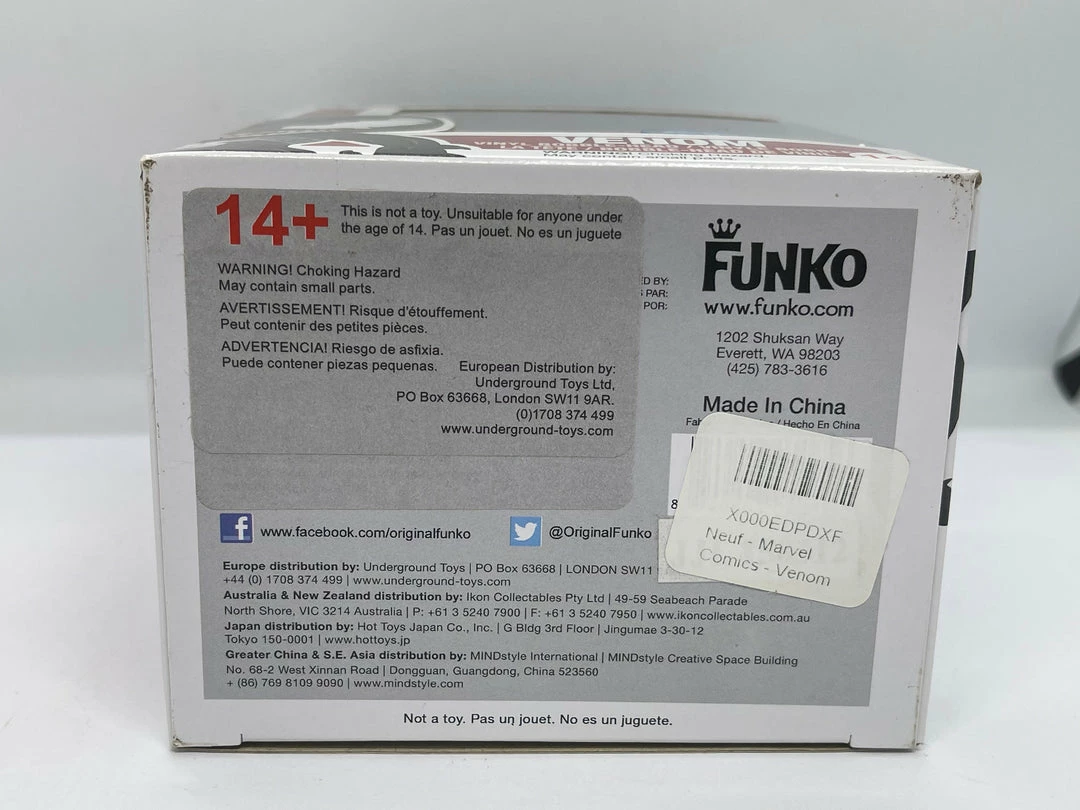 VENOM
May contain small parts.
14+
This is not a toy. Unsuitable for anyone under
the age of 14. Pas un jouet. No es un juguete
WARNING! Choking Hazard
May contain small parts.
AVERTISSEMENT! Risque d'étouffement.
Peut contenir des petites pièces.
ADVERTENCIA! Riesgo de asfixia.
Puede contener piezas pequenas.
European Distribution by:
Underground Toys Ltd,
PO Box 63668, London SW11 9AR.
(0)1708 374 499
www.underground-toys.com
BY:
PAR:
POR:
FUNKO
www.funko.com
1202 Shuksan Way
Everett, WA 98203
(425) 783-3616
Made In China
/ Hecho En China
8
X000EDPDXF
Neuf - Marvel
Comics - Venom
f www.facebook.com/originalfunko
@OriginalFunko
Europe distribution by: Underground Toys | PO Box 63668 | LONDON SW11
+44 (0) 1708 374 499 | www.underground-toys.com
Australia & New Zealand distribution by: Ikon Collectables Pty Ltd | 49-59 Seabeach Parade
North Shore, VIC 3214 Australia | P: +61 3 5240 7900 | F: +61 3 5240 7950 | www.ikoncollectables.com.au
Japan distribution by: Hot Toys Japan Co., Inc. | G Bldg 3rd Floor | Jingumae 3-30-12
Tokyo 150-0001 | www.hottoys.jp
Greater China & S.E. Asia distribution by: MINDstyle International | MINDstyle Creative Space Building
No. 68-2 West Xinnan Road | Dongguan, Guangdong, China 523560
+ (86) 769 8109 9090 | www.mindstyle.com
Not a toy. Pas un jouet. No es un juguete.